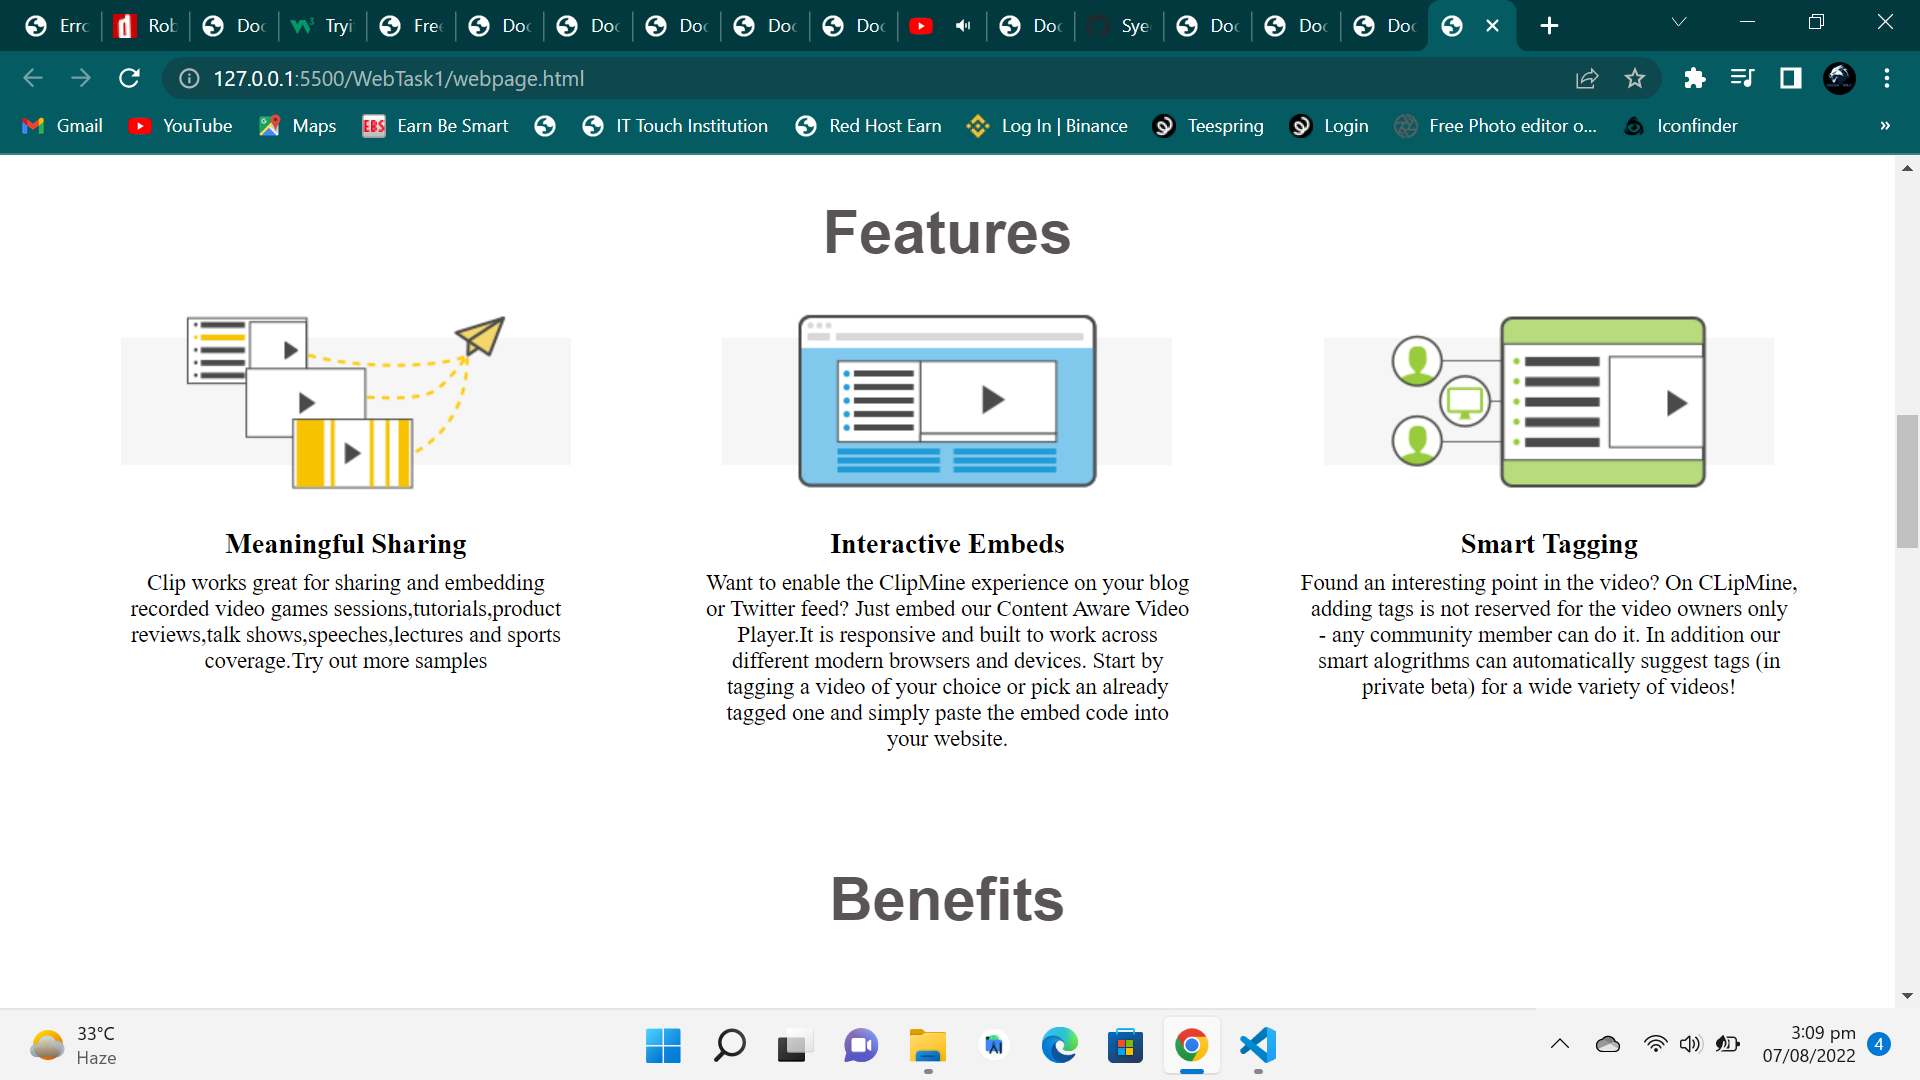 Erro
Rob
Doc
Tryi
Free
Doc
Doc
Doc
Doc
Doc
Doc
Sye
Doc
Doc
Doc
127.0.0.1:5500/WebTask1/webpage.html
Gmail
YouTube
Maps
EBS
Earn Be Smart
IT Touch Institution
Red Host Earn
Log In | Binance
Teespring
Login
Free Photo editor o...
Iconfinder
»
Features
Meaningful Sharing
Clip works great for sharing and embedding
recorded video games sessions,tutorials,product
reviews,talk shows,speeches,lectures and sports
coverage.Try out more samples
Interactive Embeds
Want to enable the ClipMine experience on your blog
or Twitter feed? Just embed our Content Aware Video
Player.It is responsive and built to work across
different modern browsers and devices. Start by
tagging a video of your choice or pick an already
tagged one and simply paste the embed code into
your website.
Smart Tagging
Found an interesting point in the video? On CLipMine,
adding tags is not reserved for the video owners only
- any community member can do it. In addition our
smart alogrithms can automatically suggest tags (in
private beta) for a wide variety of videos!
Benefits
33°C
Haze
AI
3:09 pm
07/08/2022
4